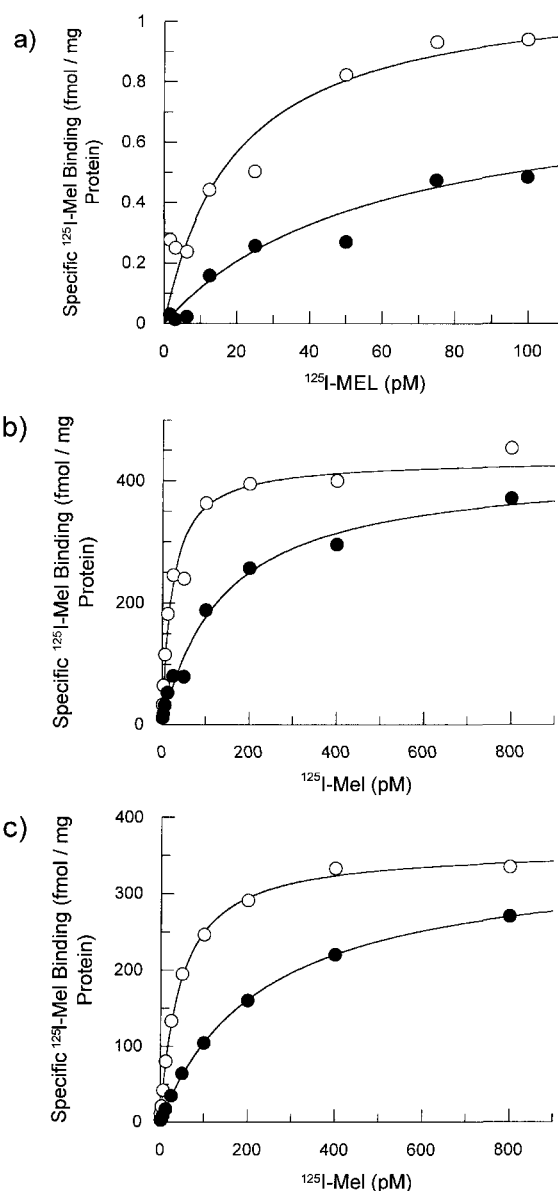 a)
Specific ¹²⁵I-Mel Binding (fmol / mg
Protein)
1
0.8
0.6
0.4
0.2
0
0 20 40 60 80 100
¹²⁵I-MEL (pM)
b)
Specific ¹²⁵I-Mel Binding (fmol / mg
Protein)
400
200
0
0 200 400 600 800
¹²⁵I-Mel (pM)
c)
Specific ¹²⁵I-Mel Binding (fmol / mg
Protein)
400
300
200
100
0
0 200 400 600 800
¹²⁵I-Mel (pM)